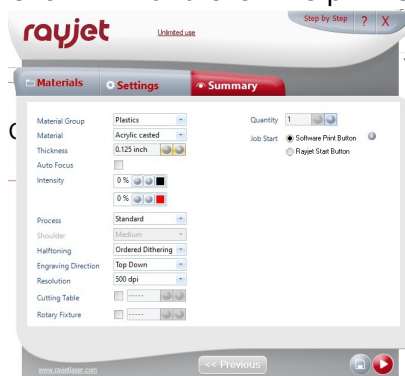 rayjet
Unlimited use
Step by Step ? X
Materials
Settings
Summary
Material Group Plastics
Quantity 1
Material Acrylic casted
Job Start Software Print Button
Thickness 0.125 inch
Rayjet Start Button
Auto Focus
Intensity 0 %
0 %
Process Standard
Shoulder Medium
Halftoning Ordered Dithering
Engraving Direction Top Down
Resolution 500 dpi
Cutting Table -----
Rotary Fixture -----
<< Previous
www.rayjetlaser.com